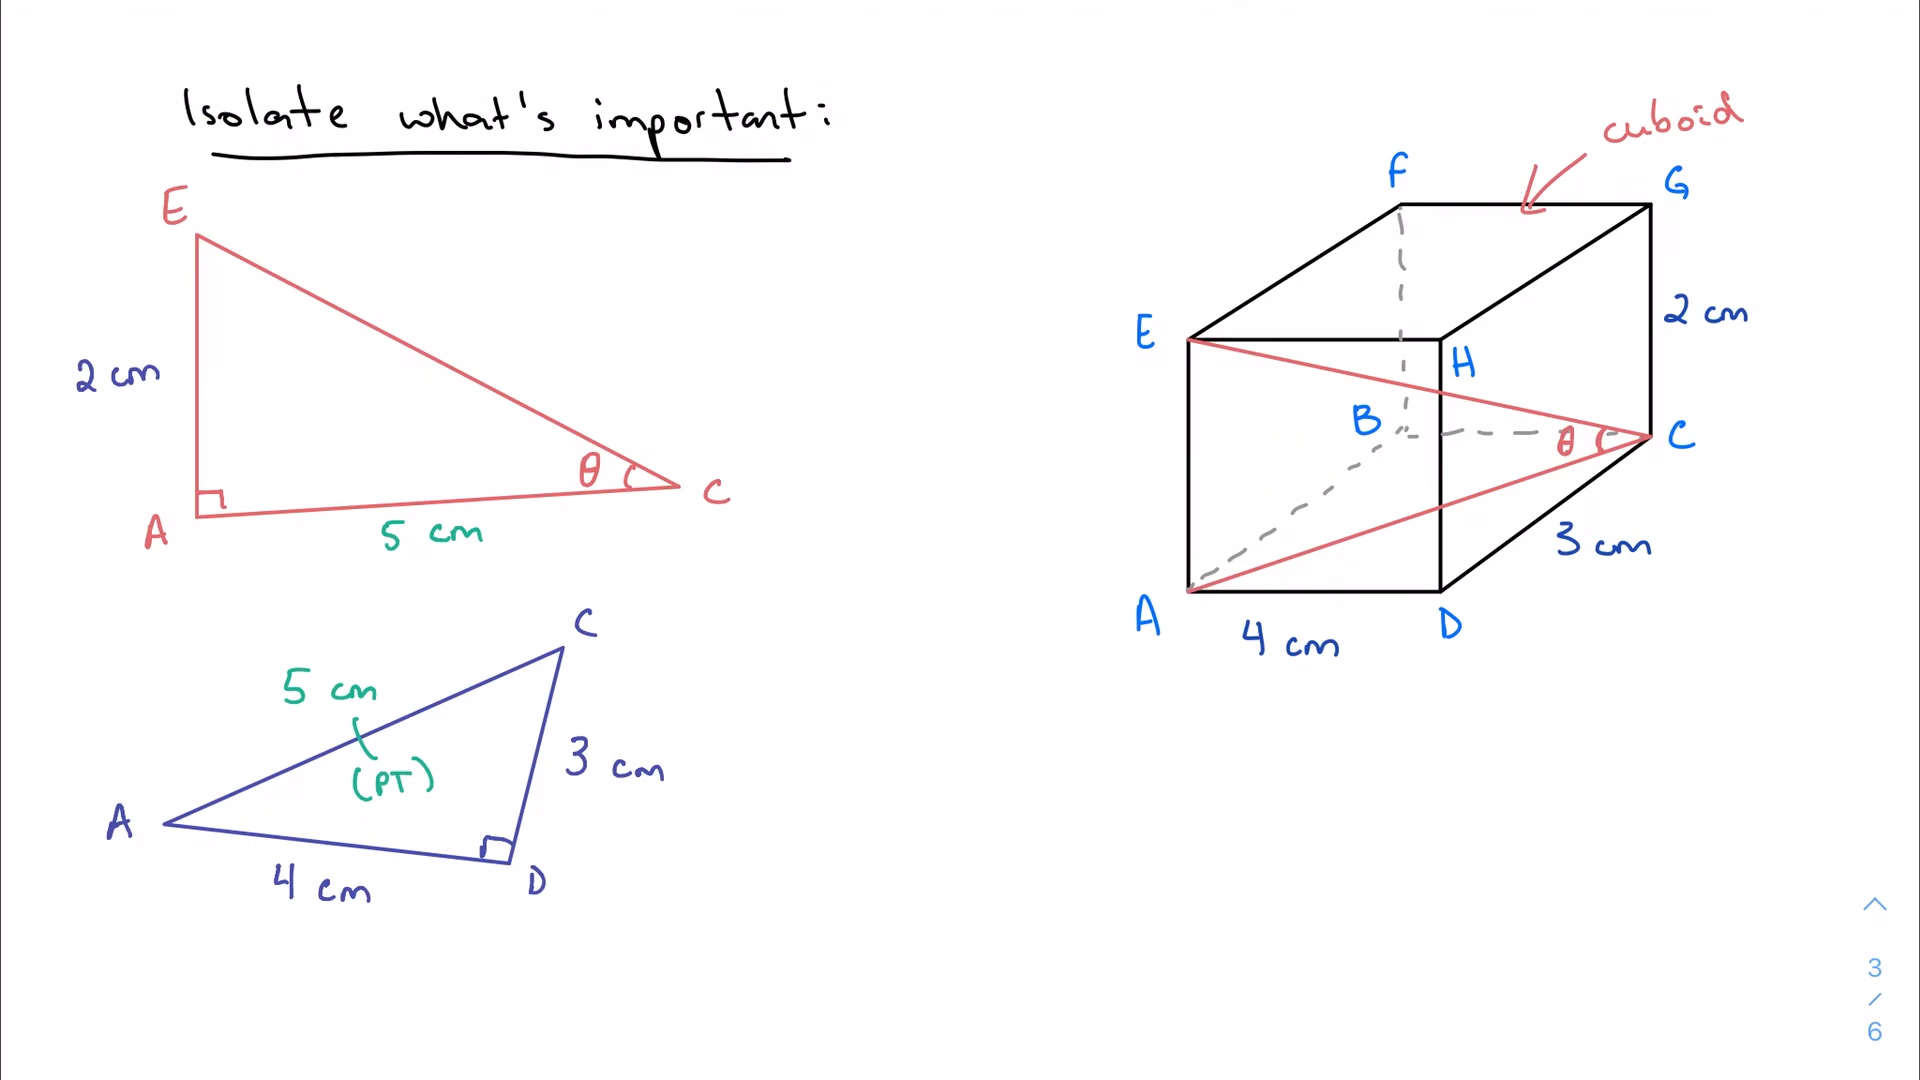 Isolate what's important:
E
2 cm
θ
C
A
5 cm
C
5 cm
(PT)
3 cm
A
4 cm
D
cuboid
F
G
E
H
2 cm
B
θ
C
3 cm
A
D
4 cm
3
/
6